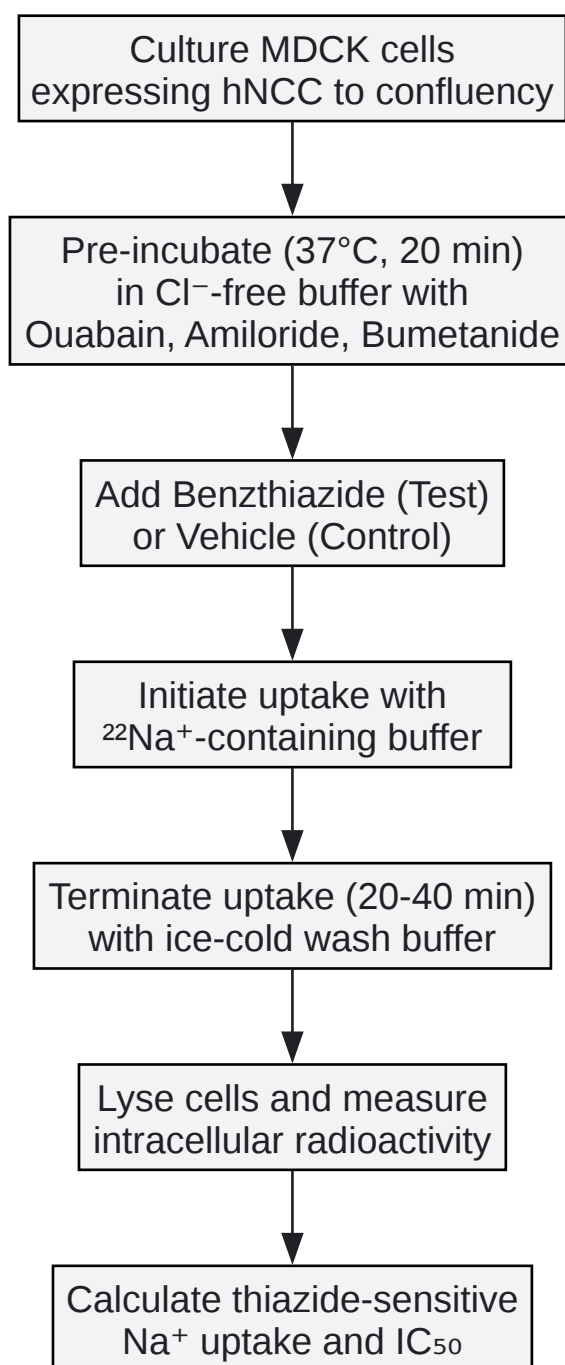 Culture MDCK cells
expressing hNCC to confluency
Pre-incubate (37°C, 20 min)
in Cl⁻-free buffer with
Ouabain, Amiloride, Bumetanide
Add Benzthiazide (Test)
or Vehicle (Control)
Initiate uptake with
²²Na⁺-containing buffer
Terminate uptake (20-40 min)
with ice-cold wash buffer
Lyse cells and measure
intracellular radioactivity
Calculate thiazide-sensitive
Na⁺ uptake and IC₅₀